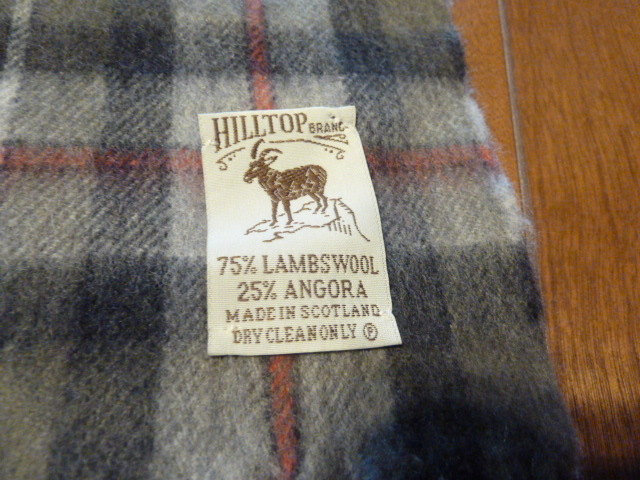 HILLTOP BRAND
75% LAMBSWOOL
25% ANGORA
MADE IN SCOTLAND
DRY CLEAN ONLY Ⓟ